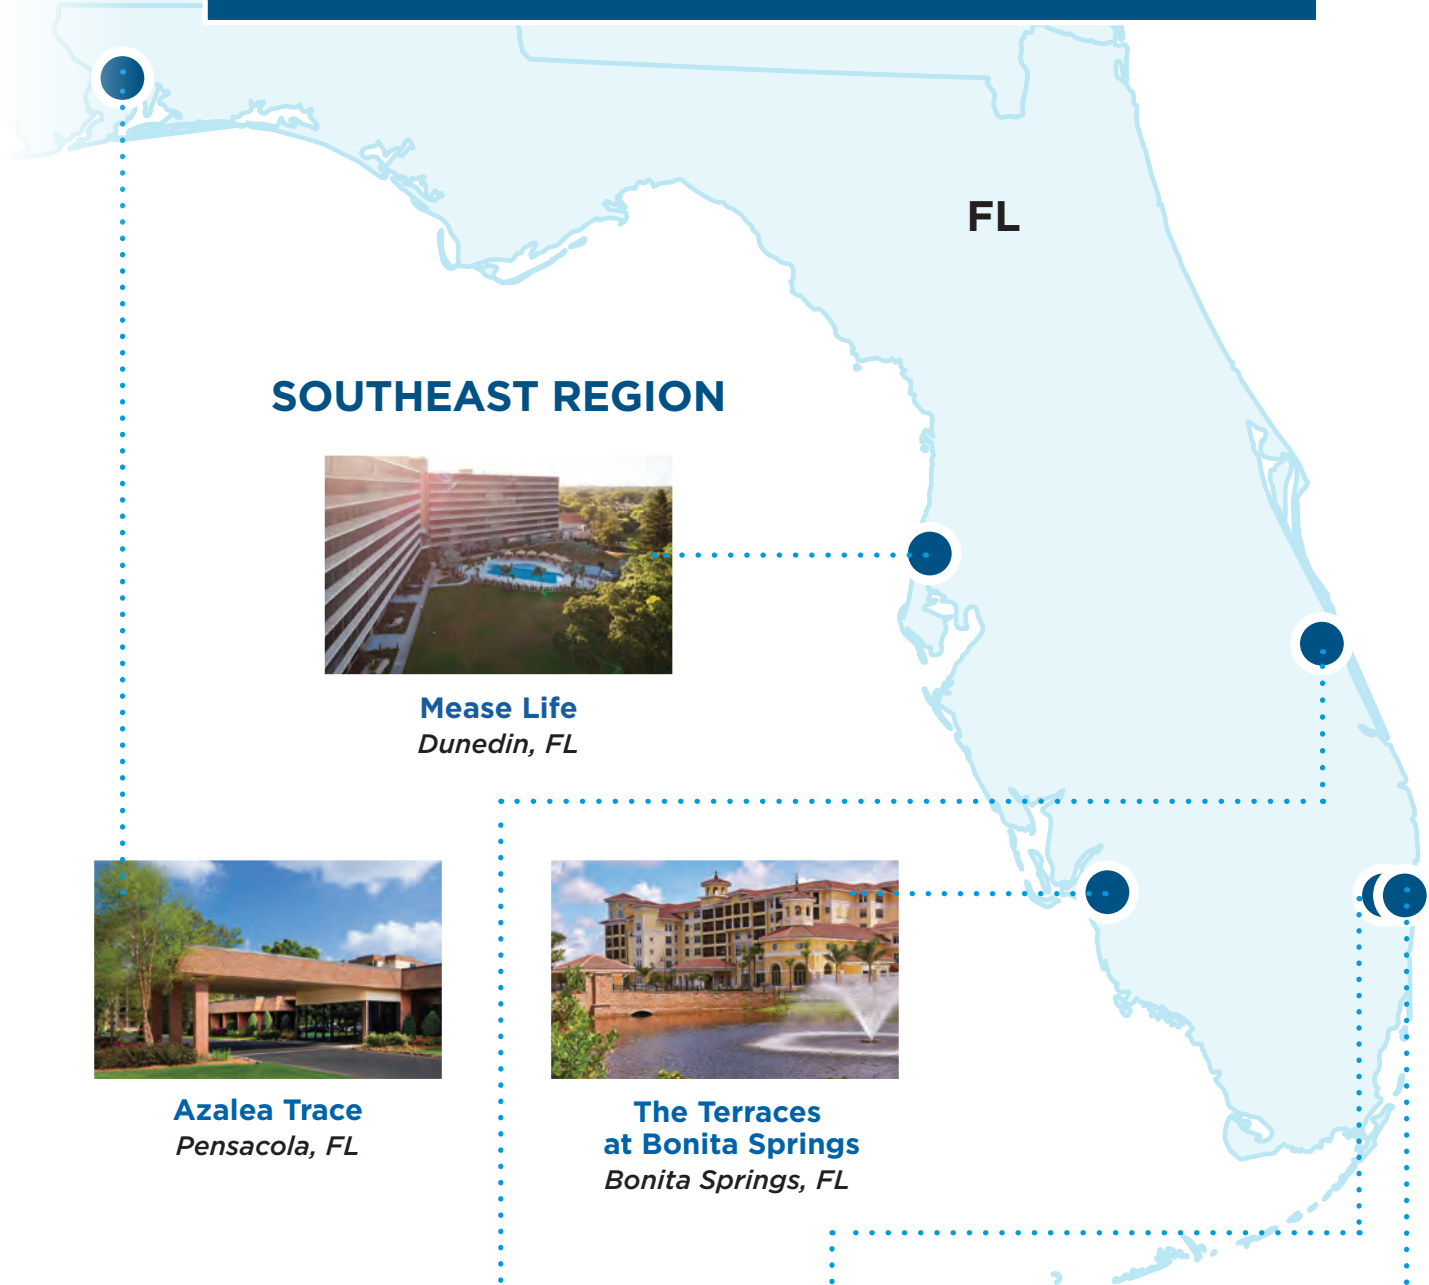 FL
SOUTHEAST REGION
Mease Life
Dunedin, FL
Azalea Trace
Pensacola, FL
The Terraces
at Bonita Springs
Bonita Springs, FL